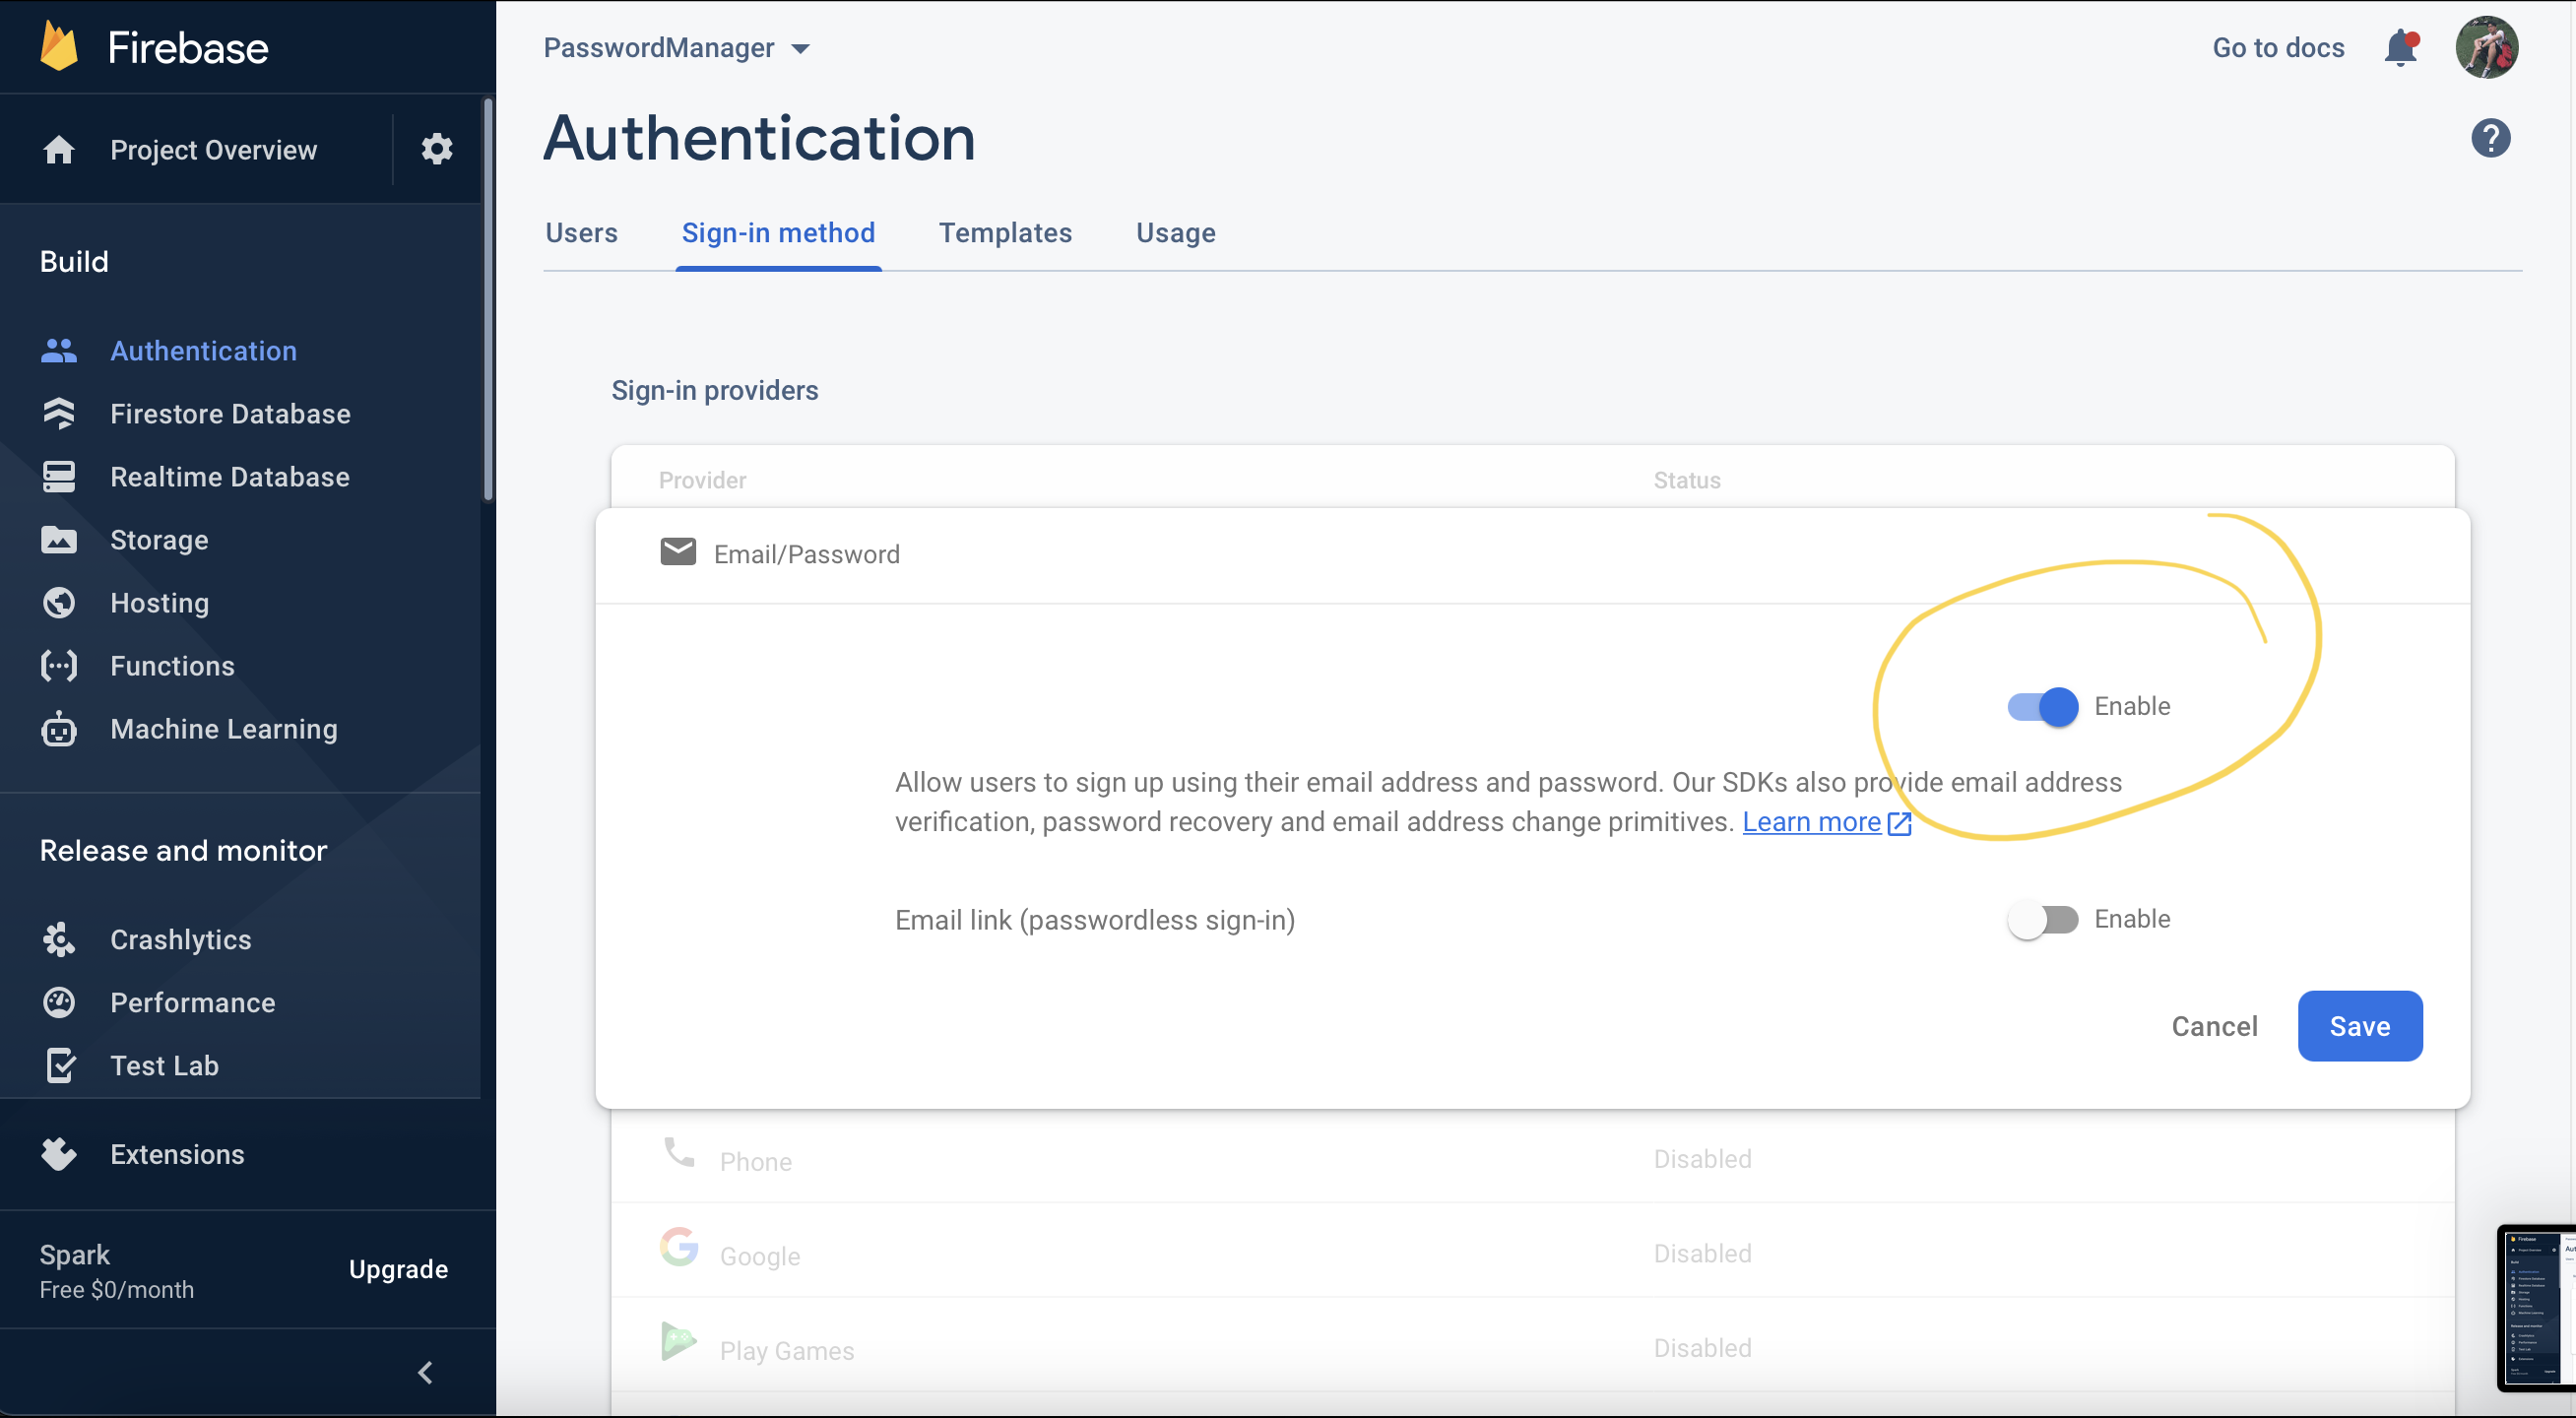 Firebase
PasswordManager
Go to docs
Project Overview
Authentication
?
Users
Sign-in method
Templates
Usage
Build
Authentication
Firestore Database
Realtime Database
Storage
Hosting
Functions
Machine Learning
Release and monitor
Crashlytics
Performance
Test Lab
Extensions
Spark
Free $0/month
Upgrade
Sign-in providers
Provider
Status
Email/Password
Enable
Allow users to sign up using their email address and password. Our SDKs also provide email address
verification, password recovery and email address change primitives. Learn more
Email link (passwordless sign-in)
Enable
Cancel
Save
Phone
Disabled
Google
Disabled
Play Games
Disabled